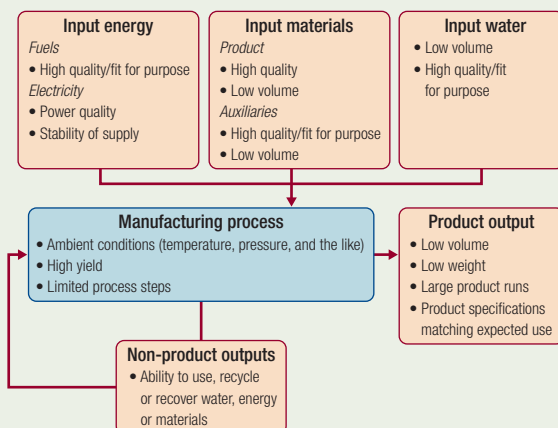 Input energy
Fuels
• High quality/fit for purpose
Electricity
• Power quality
• Stability of supply
Input materials
Product
• High quality
• Low volume
Auxiliaries
• High quality/fit for purpose
• Low volume
Input water
• Low volume
• High quality/fit
for purpose
Manufacturing process
• Ambient conditions (temperature, pressure, and the like)
• High yield
• Limited process steps
Product output
• Low volume
• Low weight
• Large product runs
• Product specifications
matching expected use
Non-product outputs
• Ability to use, recycle
or recover water, energy
or materials